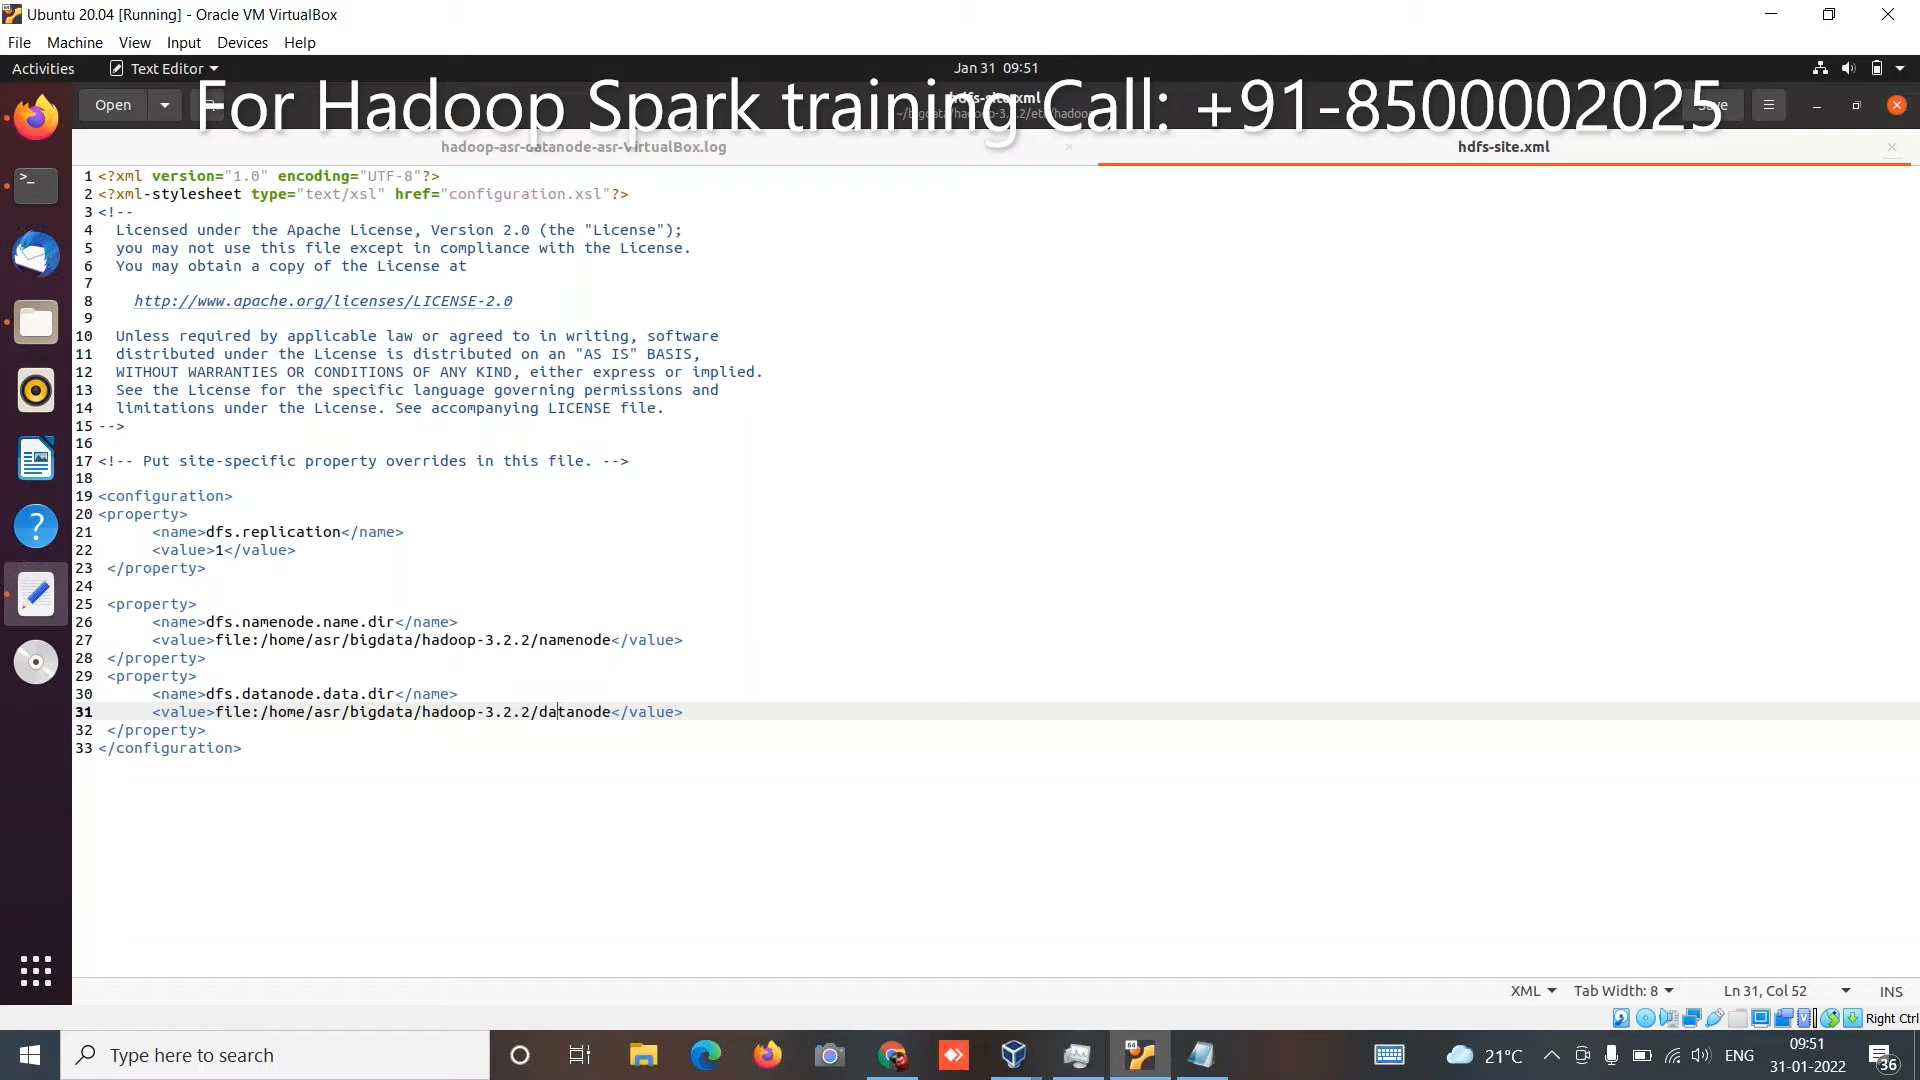 Ubuntu 20.04 [Running] - Oracle VM VirtualBox
File Machine View Input Devices Help
Activities Text Editor Jan 31 09:51
For Hadoop Spark training Call: +91-8500002025
Open hdfs-site.xml
hadoop-asr-datanode-asr-VirtualBox.log hdfs-site.xml
1 <?xml version="1.0" encoding="UTF-8"?>
2 <?xml-stylesheet type="text/xsl" href="configuration.xsl"?>
3 <!--
4 Licensed under the Apache License, Version 2.0 (the "License");
5 you may not use this file except in compliance with the License.
6 You may obtain a copy of the License at
7
8 http://www.apache.org/licenses/LICENSE-2.0
9
10 Unless required by applicable law or agreed to in writing, software
11 distributed under the License is distributed on an "AS IS" BASIS,
12 WITHOUT WARRANTIES OR CONDITIONS OF ANY KIND, either express or implied.
13 See the License for the specific language governing permissions and
14 limitations under the License. See accompanying LICENSE file.
15 -->
16
17 <!-- Put site-specific property overrides in this file. -->
18
19 <configuration>
20 <property>
21 <name>dfs.replication</name>
22 <value>1</value>
23 </property>
24
25 <property>
26 <name>dfs.namenode.name.dir</name>
27 <value>file:/home/asr/bigdata/hadoop-3.2.2/namenode</value>
28 </property>
29 <property>
30 <name>dfs.datanode.data.dir</name>
31 <value>file:/home/asr/bigdata/hadoop-3.2.2/datanode</value>
32 </property>
33 </configuration>
XML Tab Width: 8 Ln 31, Col 52 INS
Right Ctrl
Type here to search
21°C ENG
09:51
31-01-2022
36